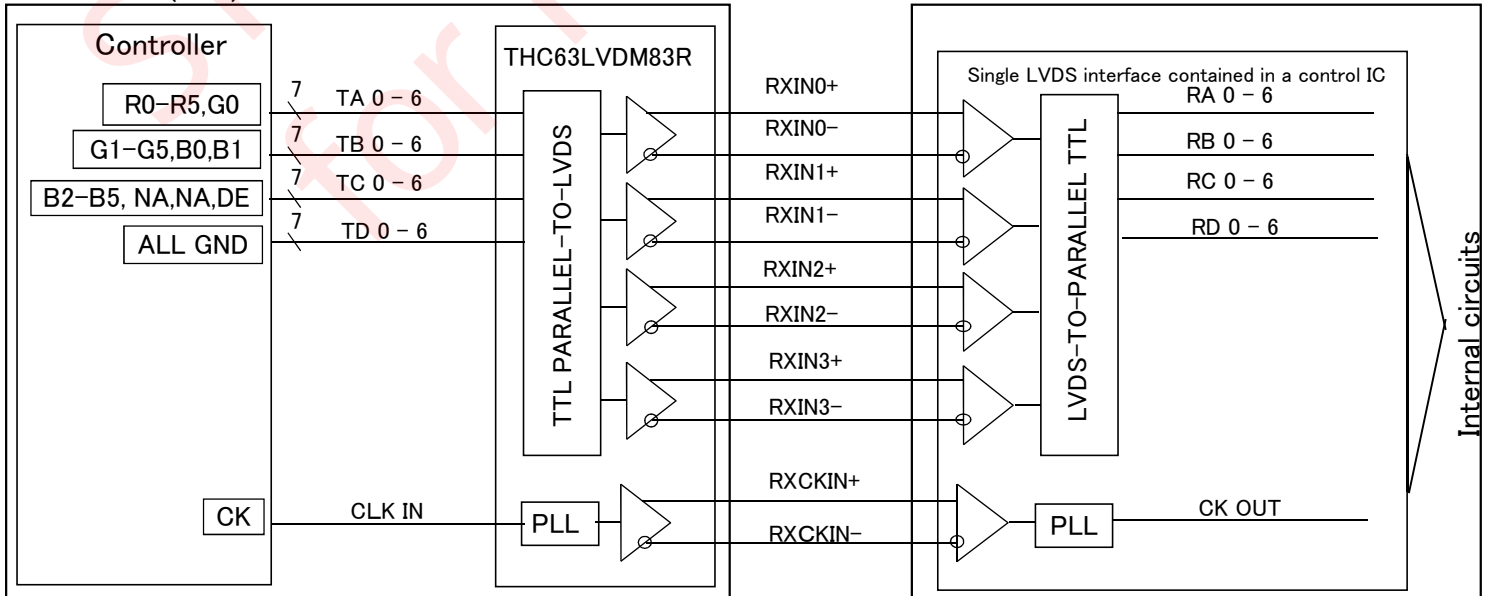 Controller
THC63LVDM83R
Single LVDS interface contained in a control IC
R0-R5,G0
7
TA 0 - 6
RXIN0+
RA 0 - 6
RXIN0-
G1-G5,B0,B1
7
TB 0 - 6
RB 0 - 6
RXIN1+
B2-B5, NA,NA,DE
7
TC 0 - 6
RC 0 - 6
RXIN1-
ALL GND
7
TD 0 - 6
RD 0 - 6
TTL PARALLEL-TO-LVDS
LVDS-TO-PARALLEL TTL
RXIN2+
RXIN2-
RXIN3+
RXIN3-
Internal circuits
RXCKIN+
CK
CLK IN
PLL
RXCKIN-
PLL
CK OUT
for